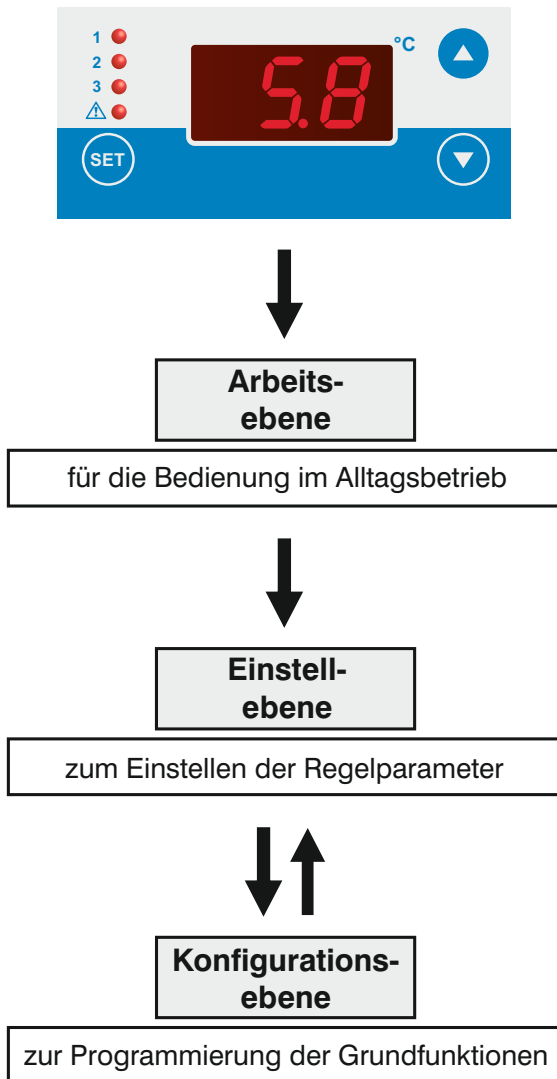 1
2
3
SET
5.8
°C
Arbeits-
ebene
für die Bedienung im Alltagsbetrieb
Einstell-
ebene
zum Einstellen der Regelparameter
Konfigurations-
ebene
zur Programmierung der Grundfunktionen